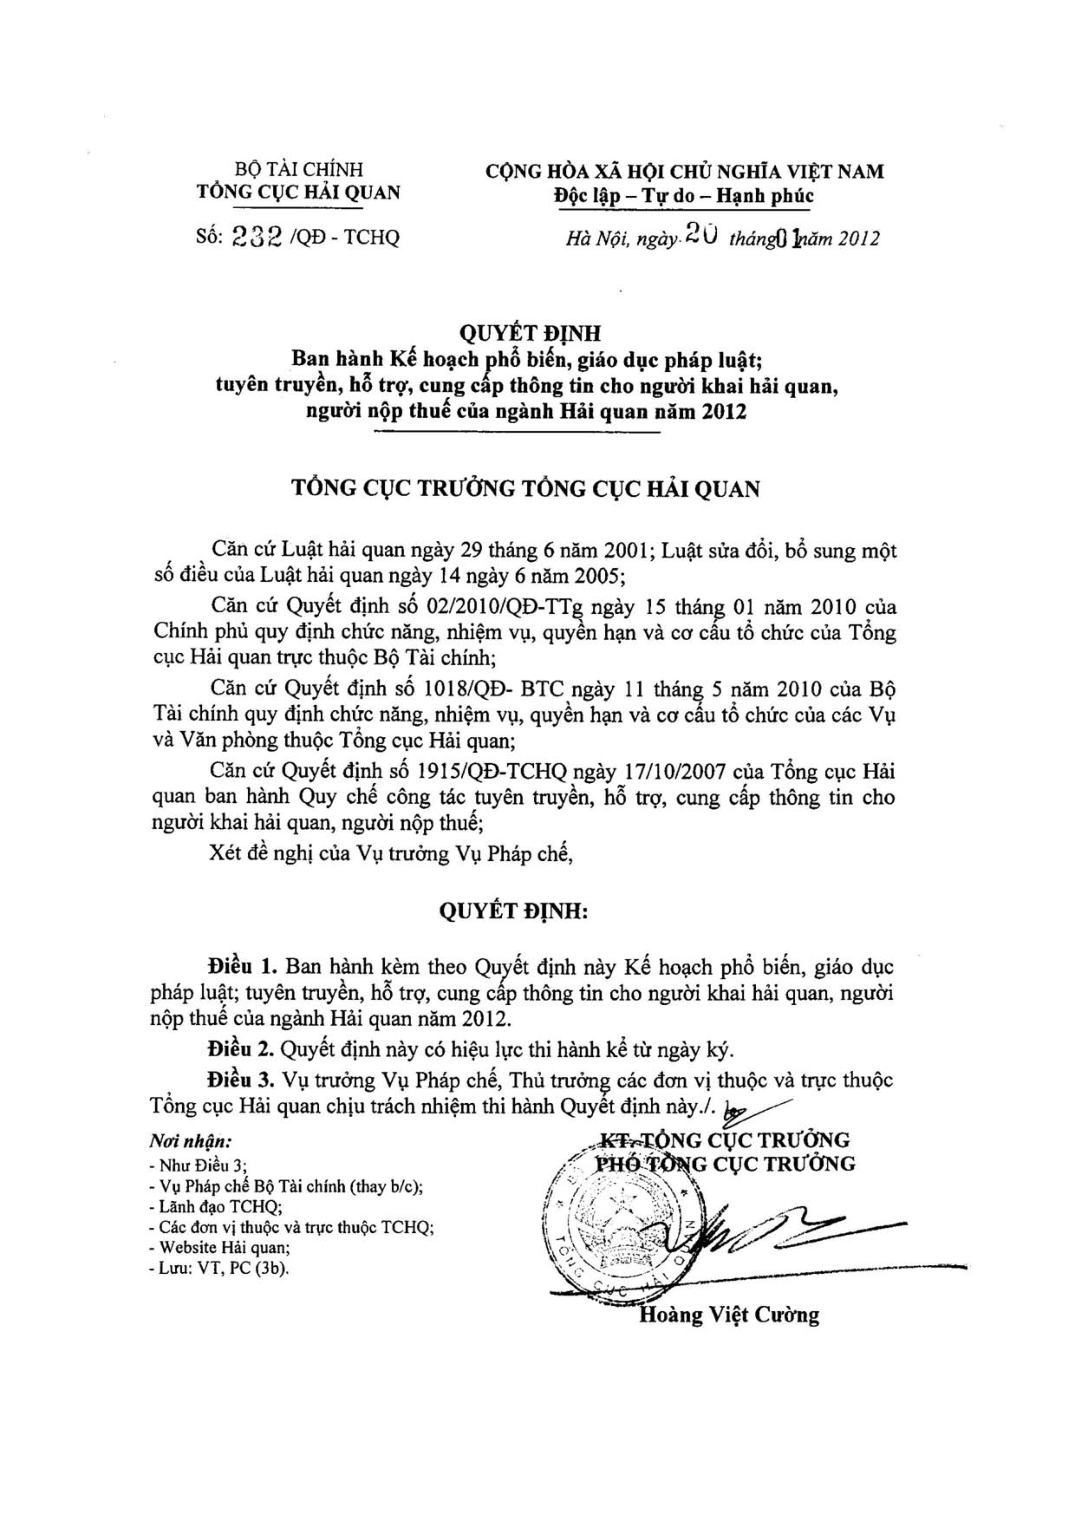 BỘ TÀI CHÍNH
TỔNG CỤC HẢI QUAN
Số: 232 /QĐ - TCHQ
CỘNG HÒA XÃ HỘI CHỦ NGHĨA VIỆT NAM
Độc lập – Tự do – Hạnh phúc
Hà Nội, ngày 20 tháng 01 năm 2012
QUYẾT ĐỊNH
Ban hành Kế hoạch phổ biến, giáo dục pháp luật;
tuyên truyền, hỗ trợ, cung cấp thông tin cho người khai hải quan,
người nộp thuế của ngành Hải quan năm 2012
TỔNG CỤC TRƯỞNG TỔNG CỤC HẢI QUAN
Căn cứ Luật hải quan ngày 29 tháng 6 năm 2001; Luật sửa đổi, bổ sung một
số điều của Luật hải quan ngày 14 ngày 6 năm 2005;
Căn cứ Quyết định số 02/2010/QĐ-TTg ngày 15 tháng 01 năm 2010 của
Chính phủ quy định chức năng, nhiệm vụ, quyền hạn và cơ cấu tổ chức của Tổng
cục Hải quan trực thuộc Bộ Tài chính;
Căn cứ Quyết định số 1018/QĐ- BTC ngày 11 tháng 5 năm 2010 của Bộ
Tài chính quy định chức năng, nhiệm vụ, quyền hạn và cơ cấu tổ chức của các Vụ
và Văn phòng thuộc Tổng cục Hải quan;
Căn cứ Quyết định số 1915/QĐ-TCHQ ngày 17/10/2007 của Tổng cục Hải
quan ban hành Quy chế công tác tuyên truyền, hỗ trợ, cung cấp thông tin cho
người khai hải quan, người nộp thuế;
Xét đề nghị của Vụ trưởng Vụ Pháp chế,
QUYẾT ĐỊNH:
Điều 1. Ban hành kèm theo Quyết định này Kế hoạch phổ biến, giáo dục
pháp luật; tuyên truyền, hỗ trợ, cung cấp thông tin cho người khai hải quan, người
nộp thuế của ngành Hải quan năm 2012.
Điều 2. Quyết định này có hiệu lực thi hành kể từ ngày ký.
Điều 3. Vụ trưởng Vụ Pháp chế, Thủ trưởng các đơn vị thuộc và trực thuộc
Tổng cục Hải quan chịu trách nhiệm thi hành Quyết định này./.
Nơi nhận:
- Như Điều 3;
- Vụ Pháp chế Bộ Tài chính (thay b/c);
- Lãnh đạo TCHQ;
- Các đơn vị thuộc và trực thuộc TCHQ;
- Website Hải quan;
- Lưu: VT, PC (3b).
KT. TỔNG CỤC TRƯỞNG
PHÓ TỔNG CỤC TRƯỞNG
TỔNG CỤC HẢI QUAN
Hoàng Việt Cường